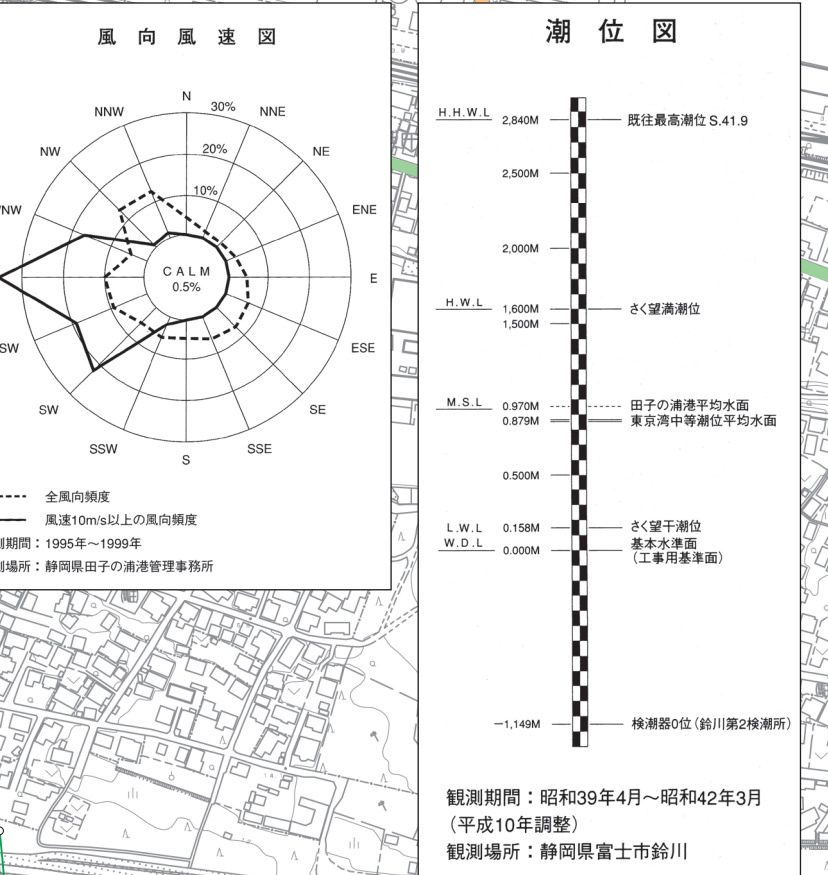 風向風速図
N
30%
NNW
NNE
20%
NW
NE
10%
NW
ENE
CALM
0.5%
E
SW
ESE
SW
SE
SSW
SSE
S
全風向頻度
風速10m/s以上の風向頻度
期間：1995年～1999年
場所：静岡県田子の浦港管理事務所
潮位図
H.H.W.L 2,840M 既往最高潮位 S.41.9
2,500M
2,000M
H.W.L 1,600M さく望満潮位
1,500M
M.S.L 0.970M 田子の浦港平均水面
0.879M 東京湾中等潮位平均水面
0.500M
L.W.L 0.158M さく望干潮位
W.D.L 0.000M 基本水準面
(工事用基準面)
−1,149M 検潮器0位(鈴川第2検潮所)
観測期間：昭和39年4月～昭和42年3月
(平成10年調整)
観測場所：静岡県富士市鈴川